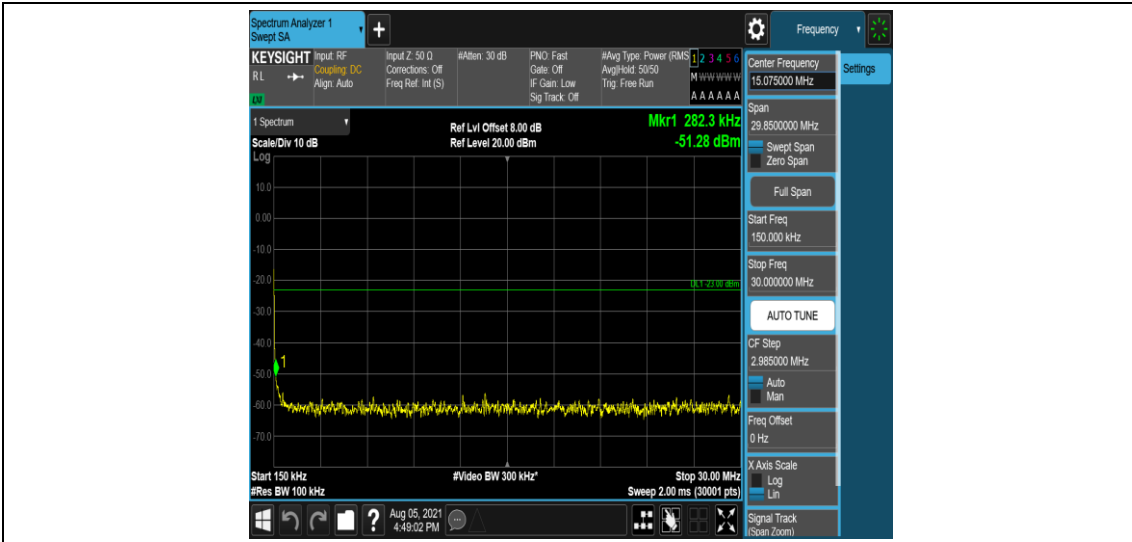 Spectrum Analyzer 1
Swept SA
+
Frequency
KEYSIGHT
RL
LXI
Input: RF
Coupling: DC
Align: Auto
Input Z: 50 Ω
Corrections: Off
Freq Ref: Int (S)
#Atten: 30 dB
PNO: Fast
Gate: Off
IF Gain: Low
Sig Track: Off
#Avg Type: Power (RMS
Avg|Hold: 50/50
Trig: Free Run
1 2 3 4 5 6
M W W W W W
A A A A A A
1 Spectrum
Scale/Div 10 dB
Log
Ref Lvl Offset 8.00 dB
Ref Level 20.00 dBm
Mkr1 282.3 kHz
-51.28 dBm
10.0
0.00
-10.0
-20.0
DL1 -23.00 dBm
-30.0
-40.0
1
-50.0
-60.0
-70.0
Start 150 kHz
#Res BW 100 kHz
#Video BW 300 kHz*
Stop 30.00 MHz
Sweep 2.00 ms (30001 pts)
?
Aug 05, 2021
4:49:02 PM
Center Frequency
15.075000 MHz
Settings
Span
29.8500000 MHz
Swept Span
Zero Span
Full Span
Start Freq
150.000 kHz
Stop Freq
30.000000 MHz
AUTO TUNE
CF Step
2.985000 MHz
Auto
Man
Freq Offset
0 Hz
X Axis Scale
Log
Lin
Signal Track
(Span Zoom)